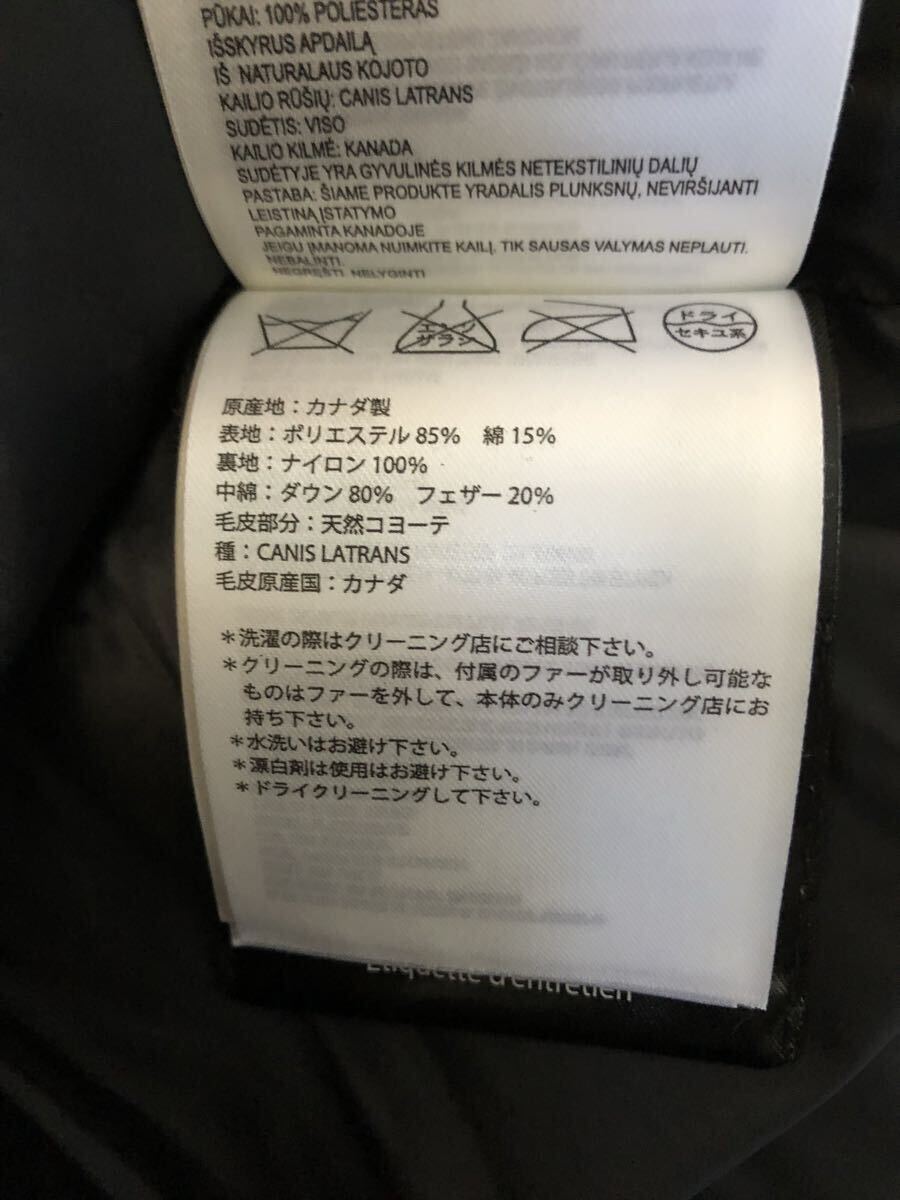 PŪKAI: 100% POLIESTERAS
IŠSKYRUS APDAILĄ
IŠ NATURALAUS KOJOTO
KAILIO RŪŠIŲ: CANIS LATRANS
SUDĖTIS: VISO
KAILIO KILMĖ: KANADA
SUDĖTYJE YRA GYVULINĖS KILMĖS NETEKSTILINIŲ DALIŲ
PASTABA: ŠIAME PRODUKTE YRADALIS PLUNKSNŲ, NEVIRŠIJANTI
LEISTINĄ ĮSTATYMO
PAGAMINTA KANADOJE
JEIGU ĮMANOMA NUIMKITE KAILĮ. TIK SAUSAS VALYMAS NEPLAUTI.
NEBALINTI.
NEGRĘŠTI NELYGINTI
エンソ
サラシ
ドライ
セキユ系
原産地：カナダ製
表地：ポリエステル 85%　綿 15%
裏地：ナイロン 100%
中綿：ダウン 80%　フェザー 20%
毛皮部分：天然コヨーテ
種：CANIS LATRANS
毛皮原産国：カナダ
＊洗濯の際はクリーニング店にご相談下さい。
＊クリーニングの際は、付属のファーが取り外し可能な
ものはファーを外して、本体のみクリーニング店にお
持ち下さい。
＊水洗いはお避け下さい。
＊漂白剤は使用はお避け下さい。
＊ドライクリーニングして下さい。
Etiquette d'entretien